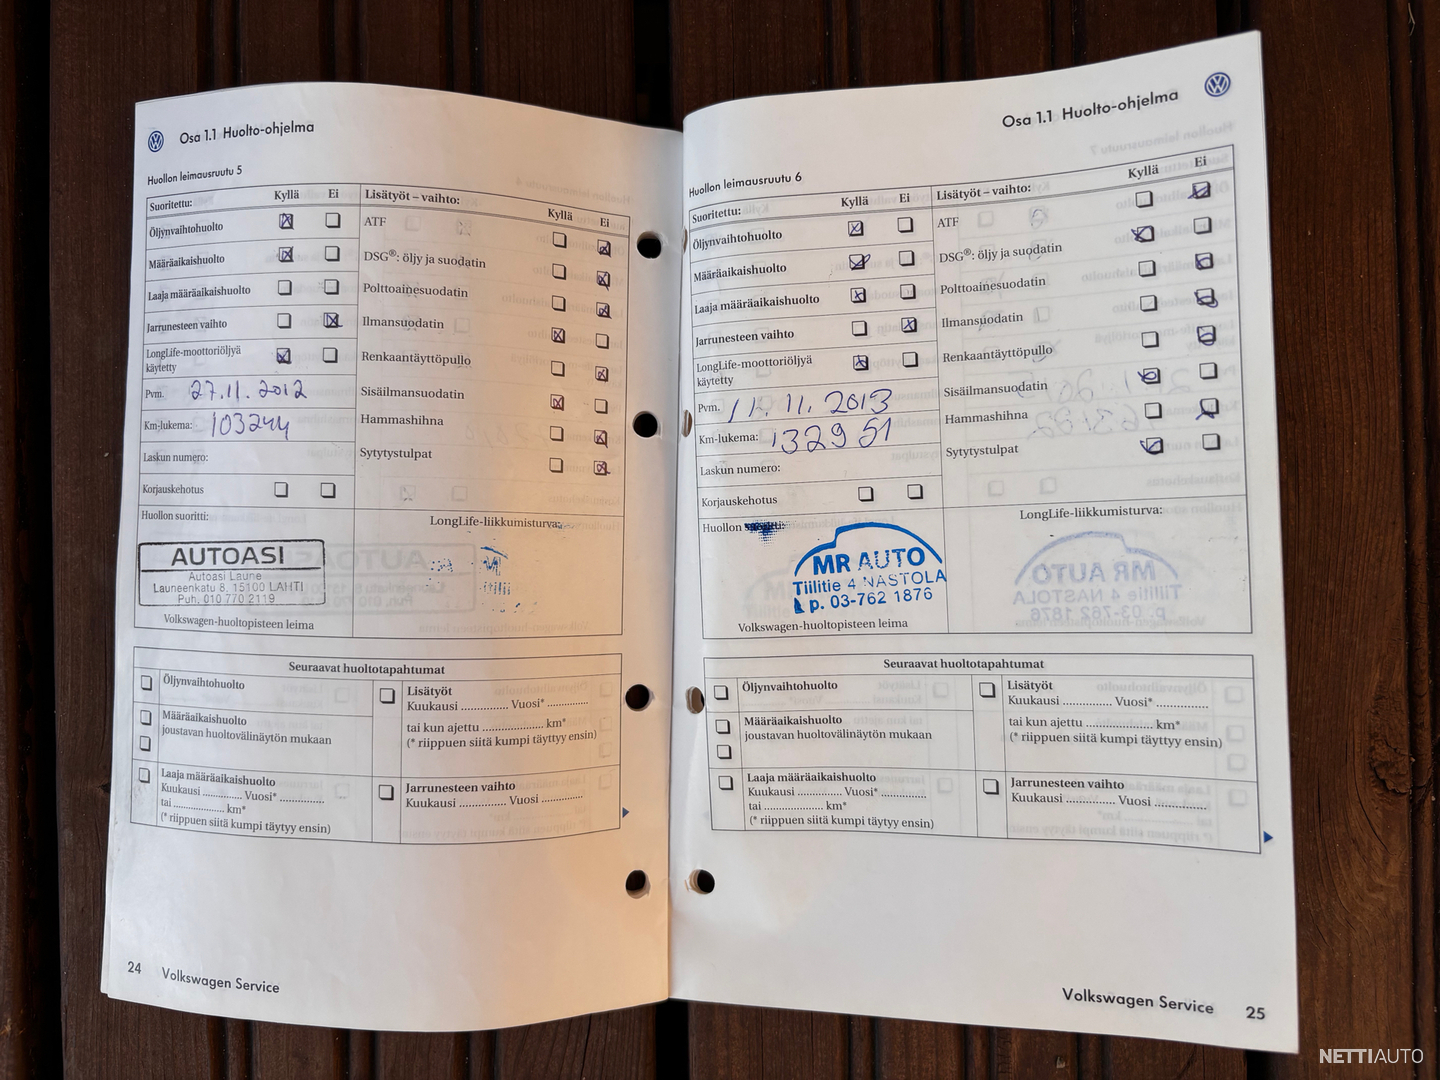 Osa 1.1 Huolto-ohjelma
Huollon leimausruutu 5
Suoritettu: Kyllä Ei
Öljynvaihtohuolto
Määräaikaishuolto
Laaja määräaikaishuolto
Jarrunesteen vaihto
LongLife-moottoriöljyä
käytetty
Pvm. 27.11.2012
Km-lukema: 103244
Laskun numero:
Korjauskehotus
Huollon suoritti:
AUTOASI
Autoasi Laune
Launeenkatu 8, 15100 LAHTI
Puh. 010 770 2119
Volkswagen-huoltopisteen leima
Lisätyöt – vaihto: Kyllä Ei
ATF
DSG®: öljy ja suodatin
Polttoainesuodatin
Ilmansuodatin
Renkaantäyttöpullo
Sisäilmansuodatin
Hammashihna
Sytytystulpat
LongLife-liikkumisturva:
Seuraavat huoltotapahtumat
Öljynvaihtohuolto
Määräaikaishuolto
joustavan huoltovälinäytön mukaan
Laaja määräaikaishuolto
Kuukausi .............. Vuosi* ..............
tai ..................... km*
(* riippuen siitä kumpi täytyy ensin)
Lisätyöt
Kuukausi .............. Vuosi* ..............
tai kun ajettu ..................... km*
(* riippuen siitä kumpi täyttyy ensin)
Jarrunesteen vaihto
Kuukausi .............. Vuosi ..............
24 Volkswagen Service
Osa 1.1 Huolto-ohjelma
Huollon leimausruutu 6
Suoritettu: Kyllä Ei
Öljynvaihtohuolto
Määräaikaishuolto
Laaja määräaikaishuolto
Jarrunesteen vaihto
LongLife-moottoriöljyä
käytetty
Pvm. 11.11.2013
Km-lukema: 132951
Laskun numero:
Korjauskehotus
Huollon
MR AUTO
Tiilitie 4 NASTOLA
p. 03-762 1876
Volkswagen-huoltopisteen leima
Lisätyöt – vaihto: Kyllä Ei
ATF
DSG®: öljy ja suodatin
Polttoainesuodatin
Ilmansuodatin
Renkaantäyttöpullo
Sisäilmansuodatin
Hammashihna
Sytytystulpat
LongLife-liikkumisturva:
Seuraavat huoltotapahtumat
Öljynvaihtohuolto
Määräaikaishuolto
joustavan huoltovälinäytön mukaan
Laaja määräaikaishuolto
Kuukausi .............. Vuosi* ..............
tai ..................... km*
(* riippuen siitä kumpi täytyy ensin)
Lisätyöt
Kuukausi .............. Vuosi* ..............
tai kun ajettu ..................... km*
(* riippuen siitä kumpi täyttyy ensin)
Jarrunesteen vaihto
Kuukausi .............. Vuosi ..............
Volkswagen Service 25
NETTIAUTO